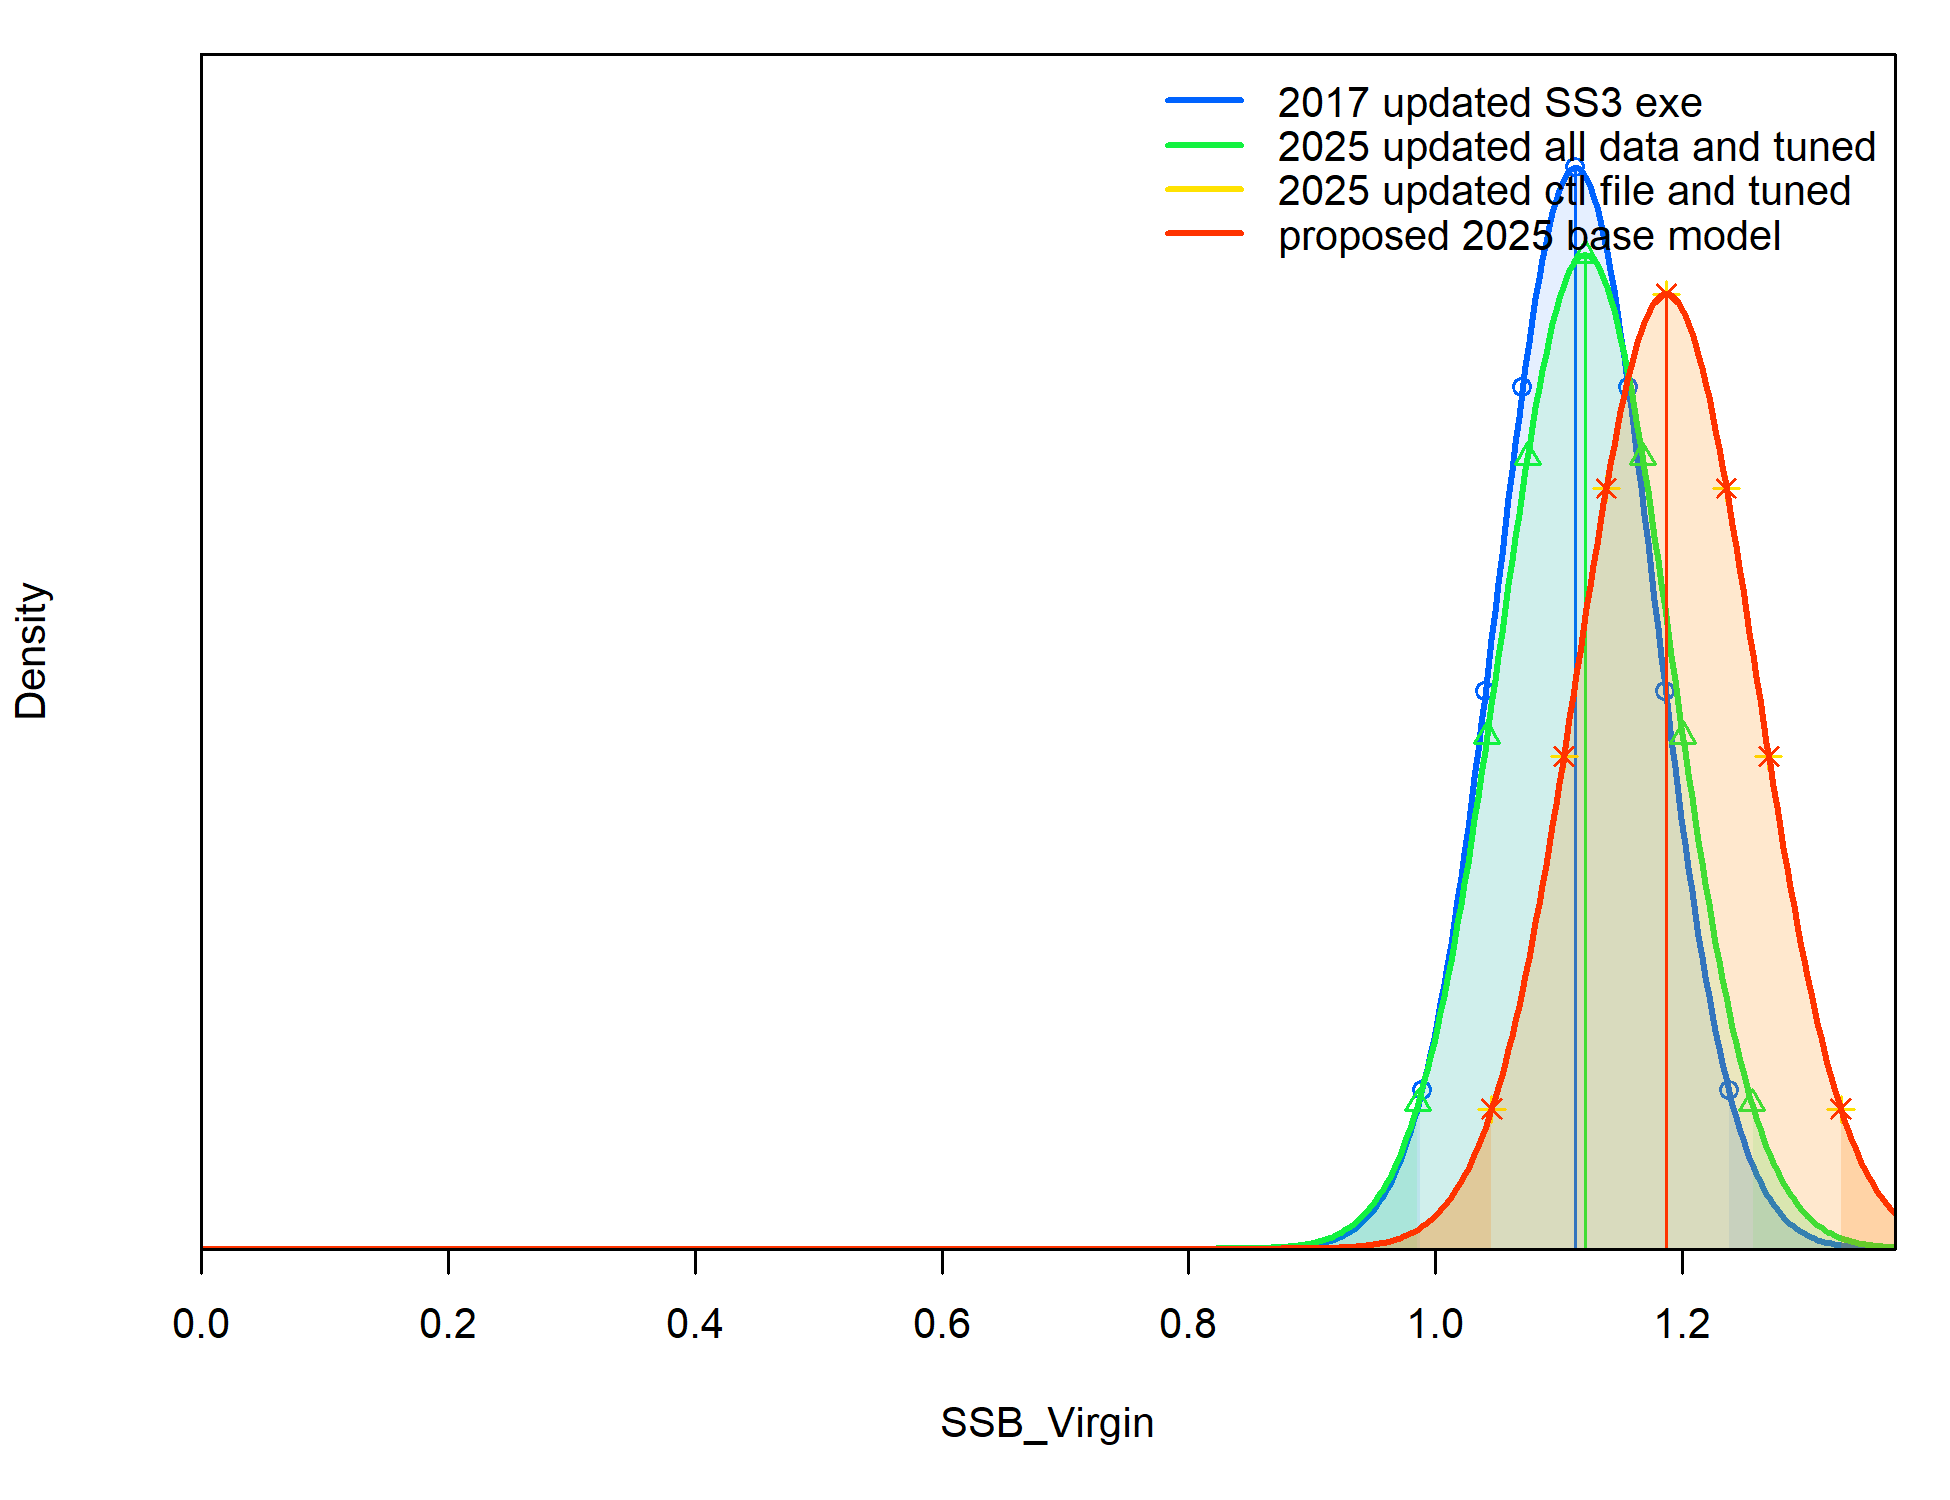 2017 updated SS3 exe
2025 updated all data and tuned
2025 updated ctl file and tuned
proposed 2025 base model
Density
0.0 0.2 0.4 0.6 0.8 1.0 1.2
SSB_Virgin